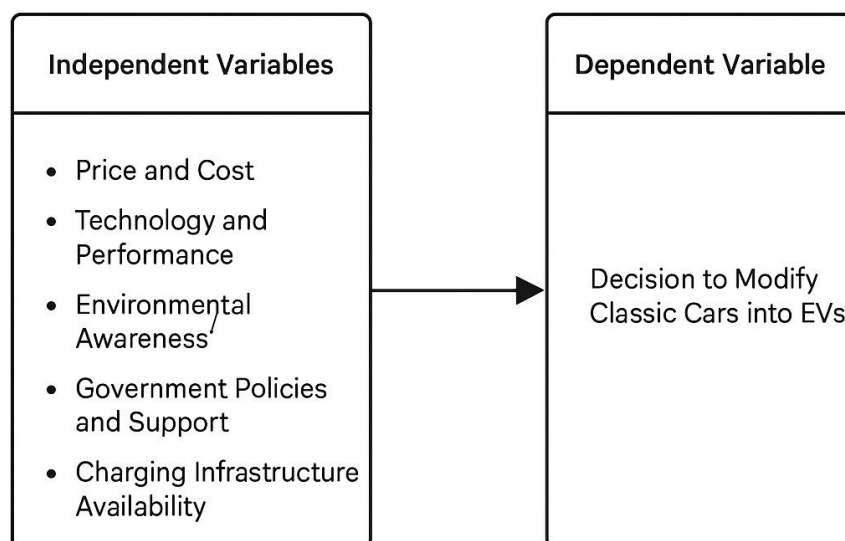 Independent Variables
• Price and Cost
• Technology and
Performance
• Environmental
Awareness
• Government Policies
and Support
• Charging Infrastructure
Availability
Dependent Variable
Decision to Modify
Classic Cars into EVs